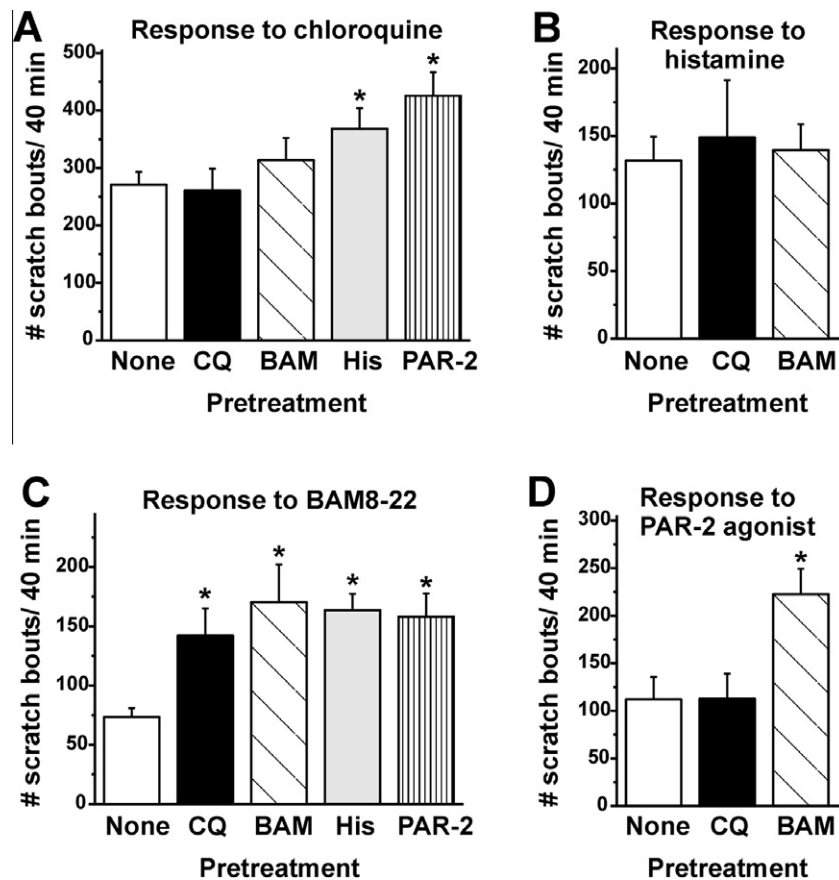 A
Response to chloroquine
# scratch bouts/ 40 min
500
400
300
200
100
0
*
*
None CQ BAM His PAR-2
Pretreatment
B
Response to
histamine
# scratch bouts/ 40 min
200
150
100
50
0
None CQ BAM
Pretreatment
C
Response to BAM8-22
# scratch bouts/ 40 min
200
150
100
50
0
*
*
*
*
None CQ BAM His PAR-2
Pretreatment
D
Response to
PAR-2 agonist
# scratch bouts/ 40 min
300
250
200
150
100
50
0
*
None CQ BAM
Pretreatment